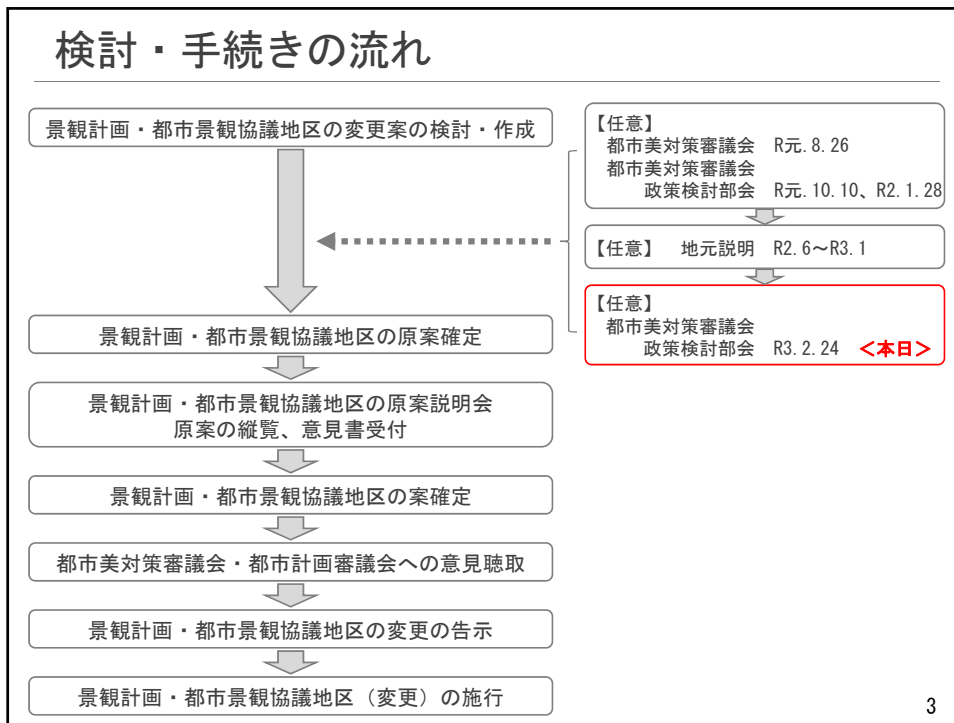 検討・手続きの流れ
景観計画・都市景観協議地区の変更案の検討・作成
【任意】
都市美対策審議会 R元.8.26
都市美対策審議会
政策検討部会 R元.10.10、R2.1.28
【任意】 地元説明 R2.6～R3.1
【任意】
都市美対策審議会
政策検討部会 R3.2.24 ＜本日＞
景観計画・都市景観協議地区の原案確定
景観計画・都市景観協議地区の原案説明会
原案の縦覧、意見書受付
景観計画・都市景観協議地区の案確定
都市美対策審議会・都市計画審議会への意見聴取
景観計画・都市景観協議地区の変更の告示
景観計画・都市景観協議地区（変更）の施行
3